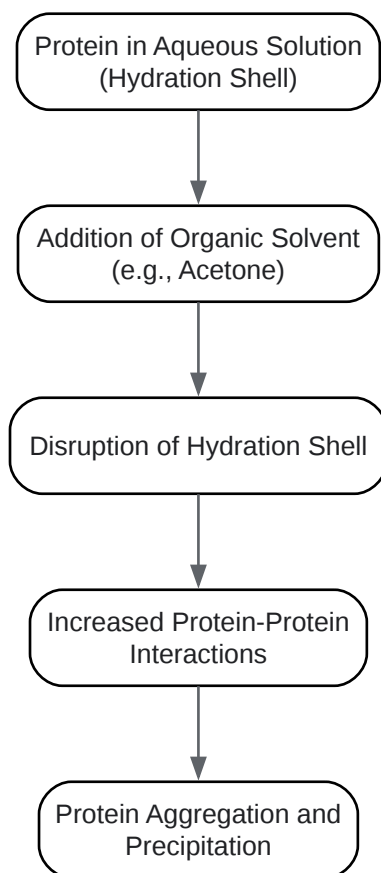 Protein in Aqueous Solution
(Hydration Shell)
Addition of Organic Solvent
(e.g., Acetone)
Disruption of Hydration Shell
Increased Protein-Protein
Interactions
Protein Aggregation and
Precipitation